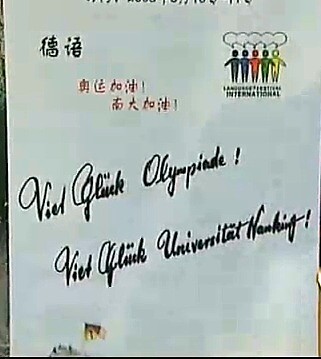 德语
奥运加油!
南大加油!
LANGUAGE FESTIVAL
INTERNATIONAL
Viel Glück Olympiade!
Viel Glück Universität Nanking!